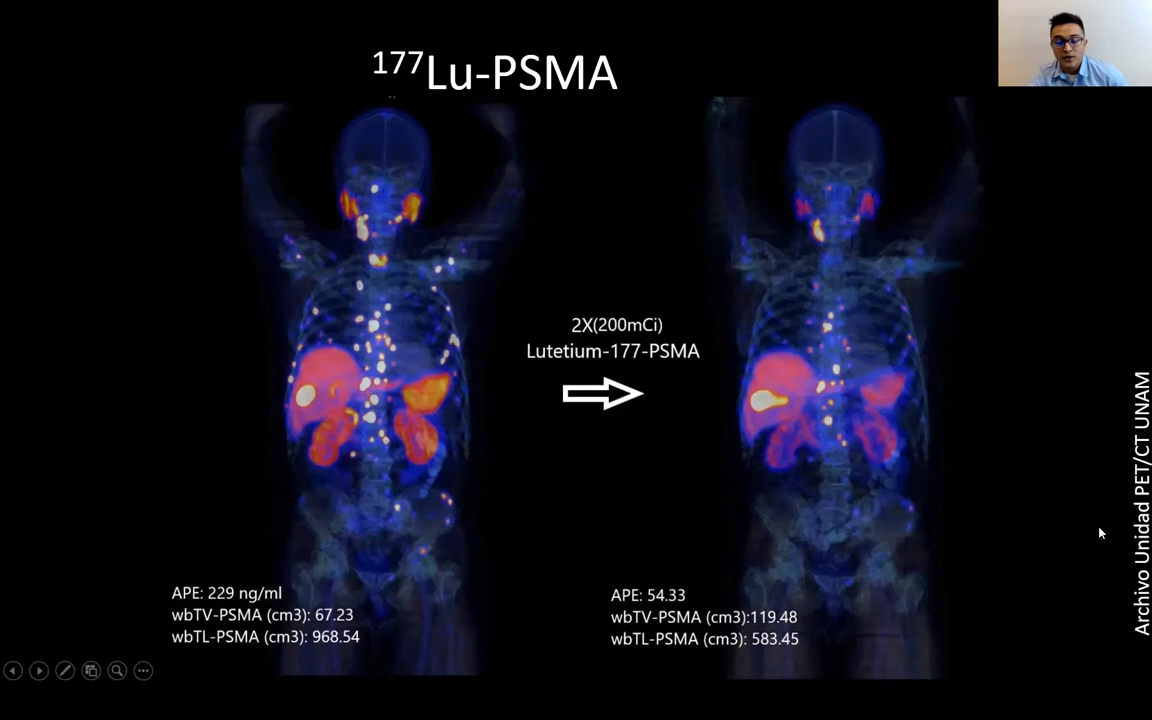 ¹⁷⁷Lu-PSMA
2X(200mCi)
Lutetium-177-PSMA
APE: 229 ng/ml
wbTV-PSMA (cm3): 67.23
wbTL-PSMA (cm3): 968.54
APE: 54.33
wbTV-PSMA (cm3):119.48
wbTL-PSMA (cm3): 583.45
Archivo Unidad PET/CT UNAM